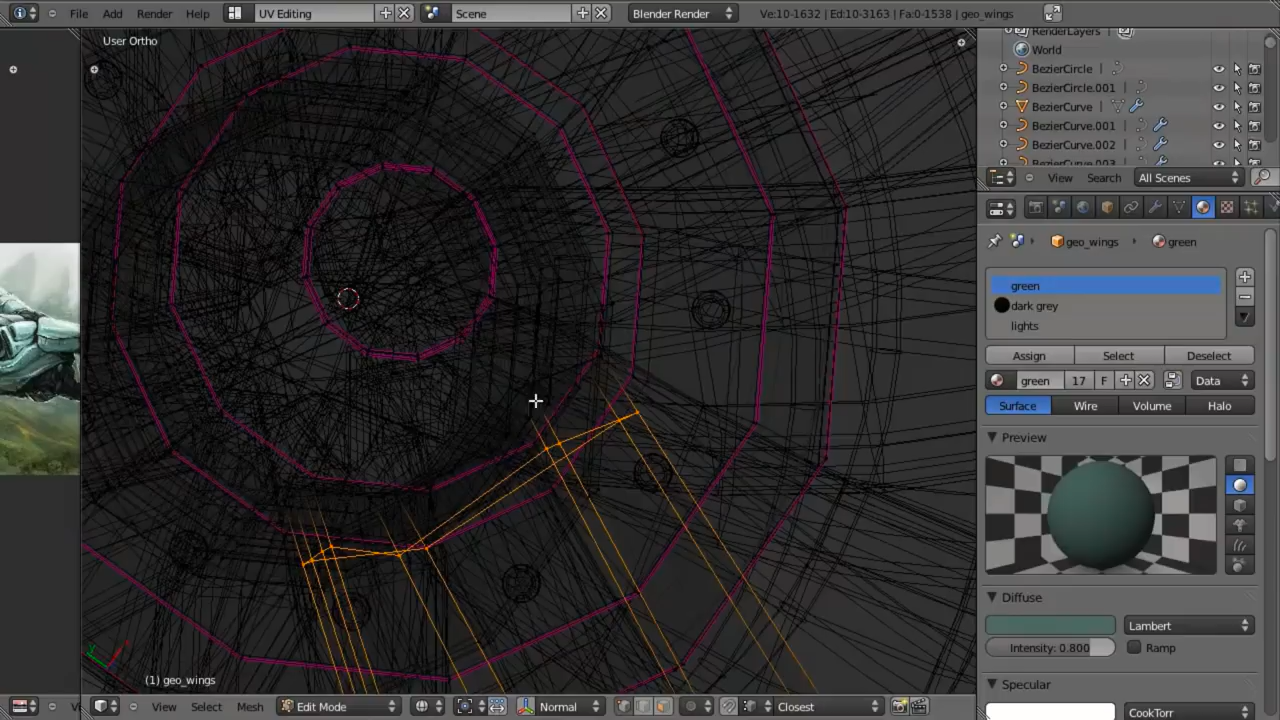 File Add Render Help UV Editing Scene Blender Render Ve:10-1632 | Ed:10-3163 | Fa:0-1538 | geo_wings
User Ortho
RenderLayers
World
BezierCircle
BezierCircle.001
BezierCurve
BezierCurve.001
BezierCurve.002
BezierCurve.003
View Search All Scenes
geo_wings green
green
dark grey
lights
Assign Select Deselect
green 17 F Data
Surface Wire Volume Halo
Preview
Diffuse
Lambert
Intensity: 0.800 Ramp
(1) geo_wings
Specular
Vi View Select Mesh Edit Mode Normal Closest
CookTorr